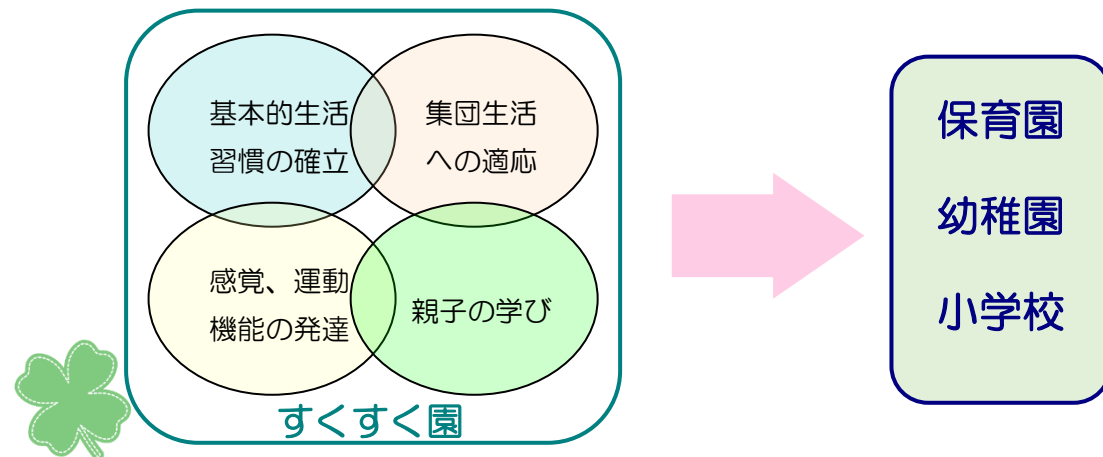 基本的生活
習慣の確立
集団生活
への適応
感覚、運動
機能の発達
親子の学び
すくすく園
保育園
幼稚園
小学校